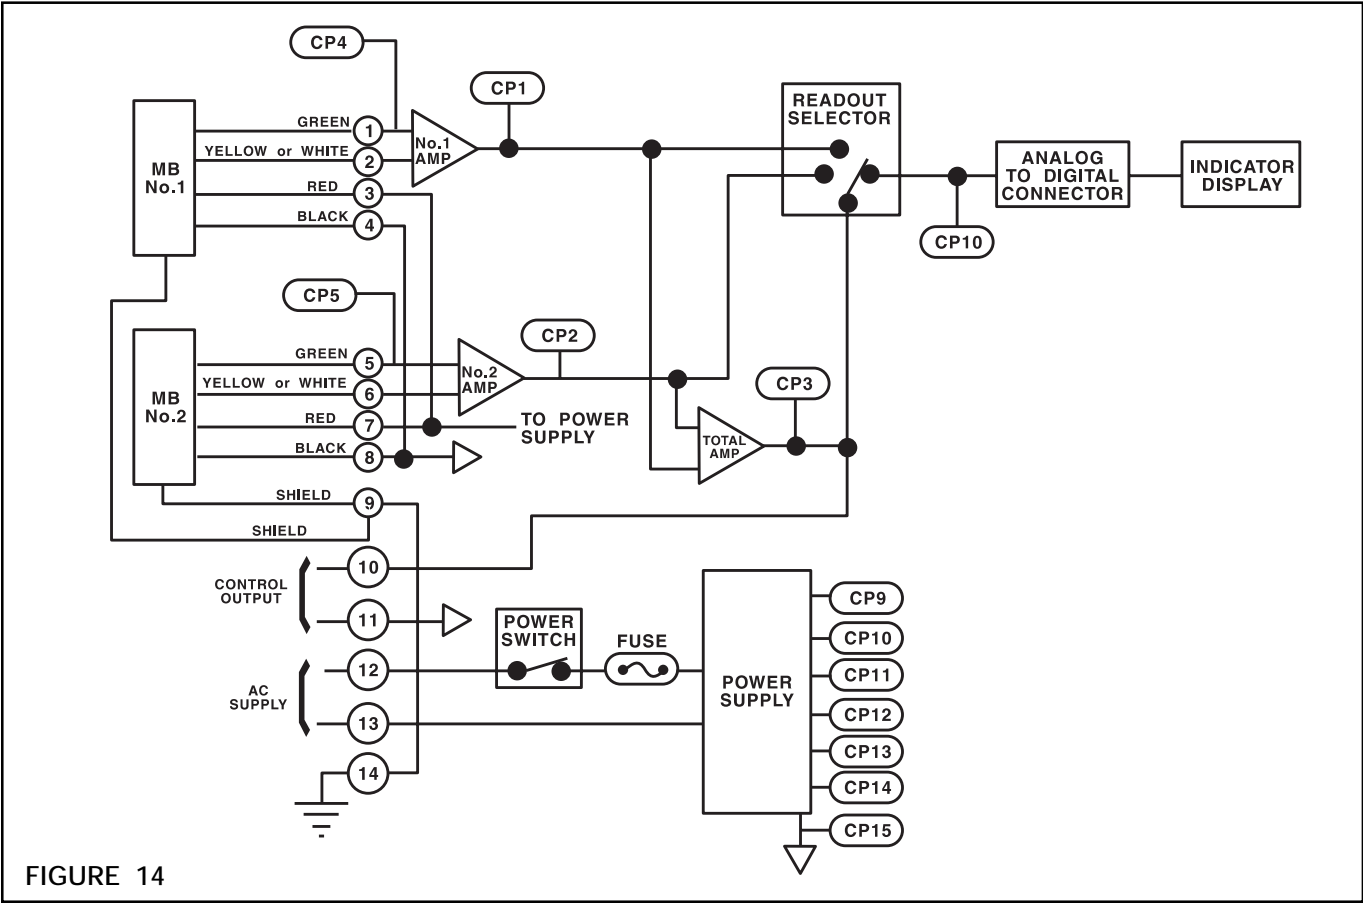 CP4
CP1
READOUT
SELECTOR
GREEN
1
No.1
AMP
YELLOW or WHITE
2
MB
No.1
RED
3
BLACK
4
ANALOG
TO DIGITAL
CONNECTOR
INDICATOR
DISPLAY
CP10
CP5
CP2
GREEN
5
No.2
AMP
YELLOW or WHITE
6
MB
No.2
RED
7
TO POWER
SUPPLY
BLACK
8
CP3
TOTAL
AMP
SHIELD
9
SHIELD
CONTROL
OUTPUT
10
11
POWER
SWITCH
FUSE
AC
SUPPLY
12
13
14
POWER
SUPPLY
CP9
CP10
CP11
CP12
CP13
CP14
CP15
FIGURE 14